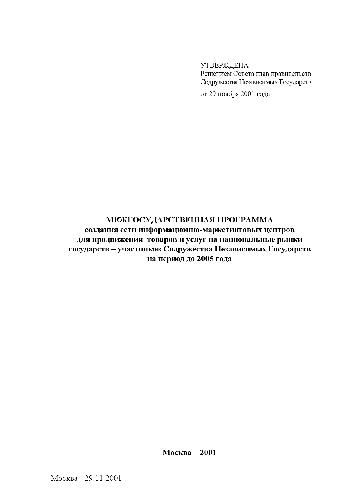 УТВЕРЖДЕНА
Решением Совета глав правительств
Содружества Независимых Государств
от 29 ноября 2001 года
МЕЖГОСУДАРСТВЕННАЯ ПРОГРАММА
создания сети информационно-маркетинговых центров
для продвижения товаров и услуг на национальные рынки
государств – участников Содружества Независимых Государств
на период до 2005 года
Москва – 2001
Москва – 29.11.2001